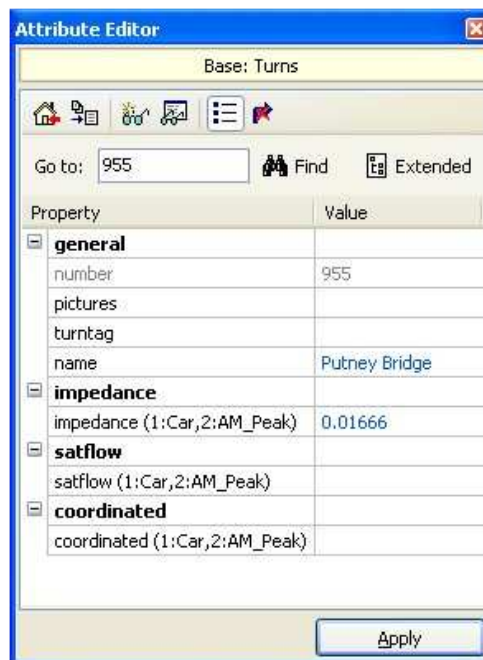 Attribute Editor
Base: Turns
Go to: 955 Find Extended
Property Value
general
number 955
pictures
turntag
name Putney Bridge
impedance
impedance (1:Car,2:AM_Peak) 0.01666
satflow
satflow (1:Car,2:AM_Peak)
coordinated
coordinated (1:Car,2:AM_Peak)
Apply